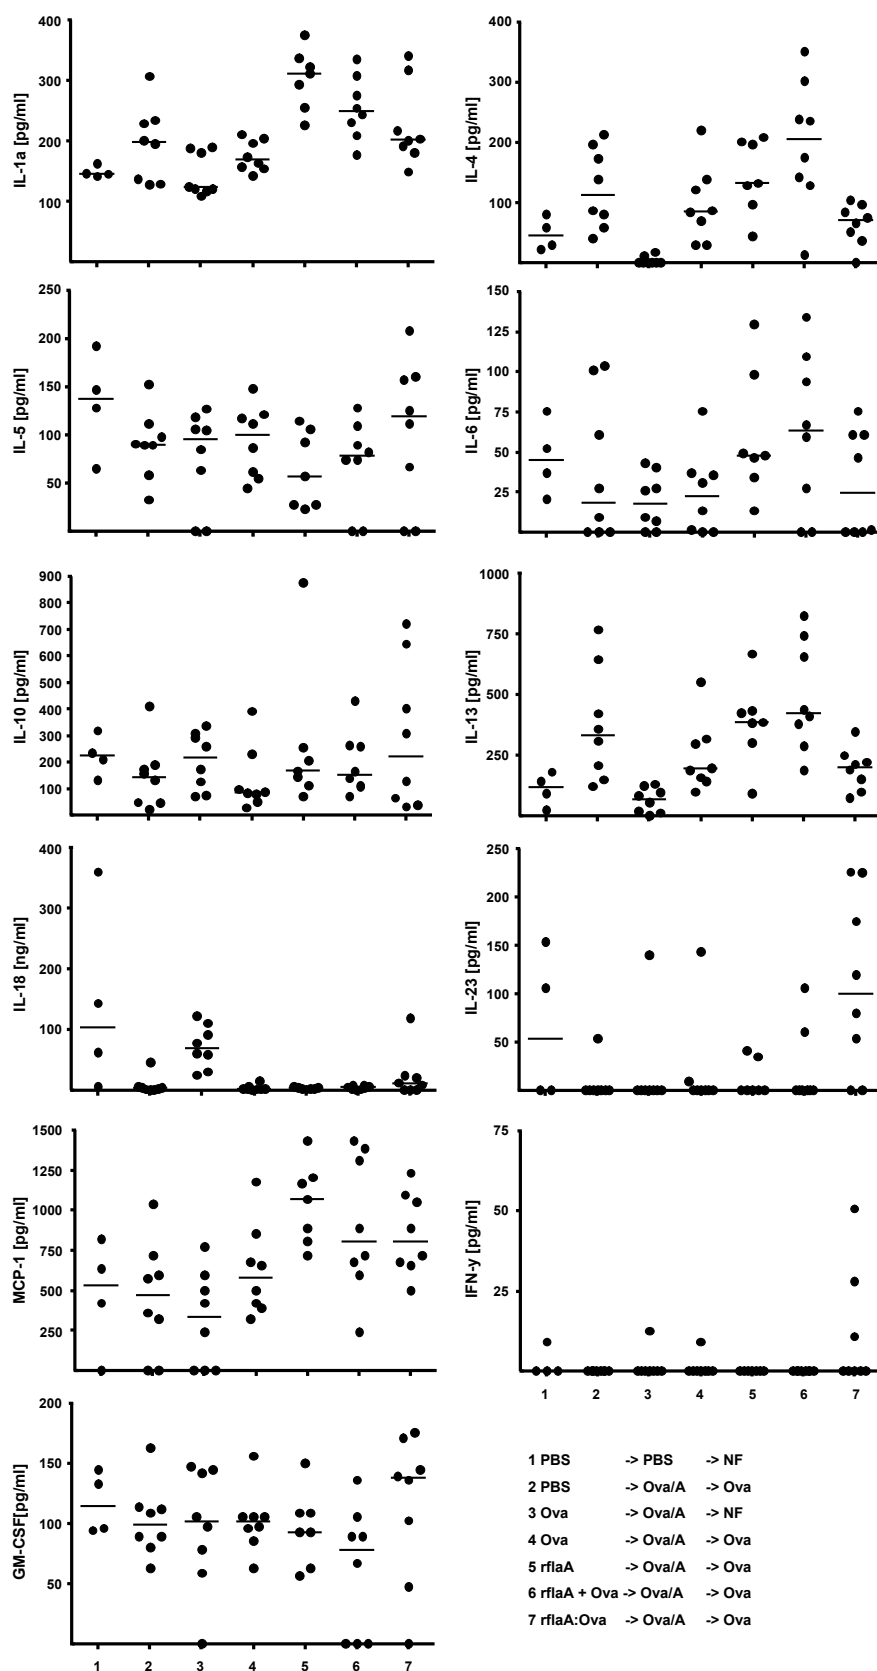 400
300
200
100
IL-1a [pg/ml]
400
300
200
100
IL-4 [pg/ml]
250
200
150
100
50
IL-5 [pg/ml]
150
125
100
75
50
25
IL-6 [pg/ml]
900
800
700
600
500
400
300
200
100
IL-10 [pg/ml]
1000
750
500
250
IL-13 [pg/ml]
400
300
200
100
IL-18 [ng/ml]
250
200
150
100
50
IL-23 [pg/ml]
1500
1250
1000
750
500
250
MCP-1 [pg/ml]
75
50
25
IFN-y [pg/ml]
1 2 3 4 5 6 7
200
150
100
50
GM-CSF[pg/ml]
1 2 3 4 5 6 7
1 PBS -> PBS -> NF
2 PBS -> Ova/A -> Ova
3 Ova -> Ova/A -> NF
4 Ova -> Ova/A -> Ova
5 rflaA -> Ova/A -> Ova
6 rflaA + Ova -> Ova/A -> Ova
7 rflaA:Ova -> Ova/A -> Ova